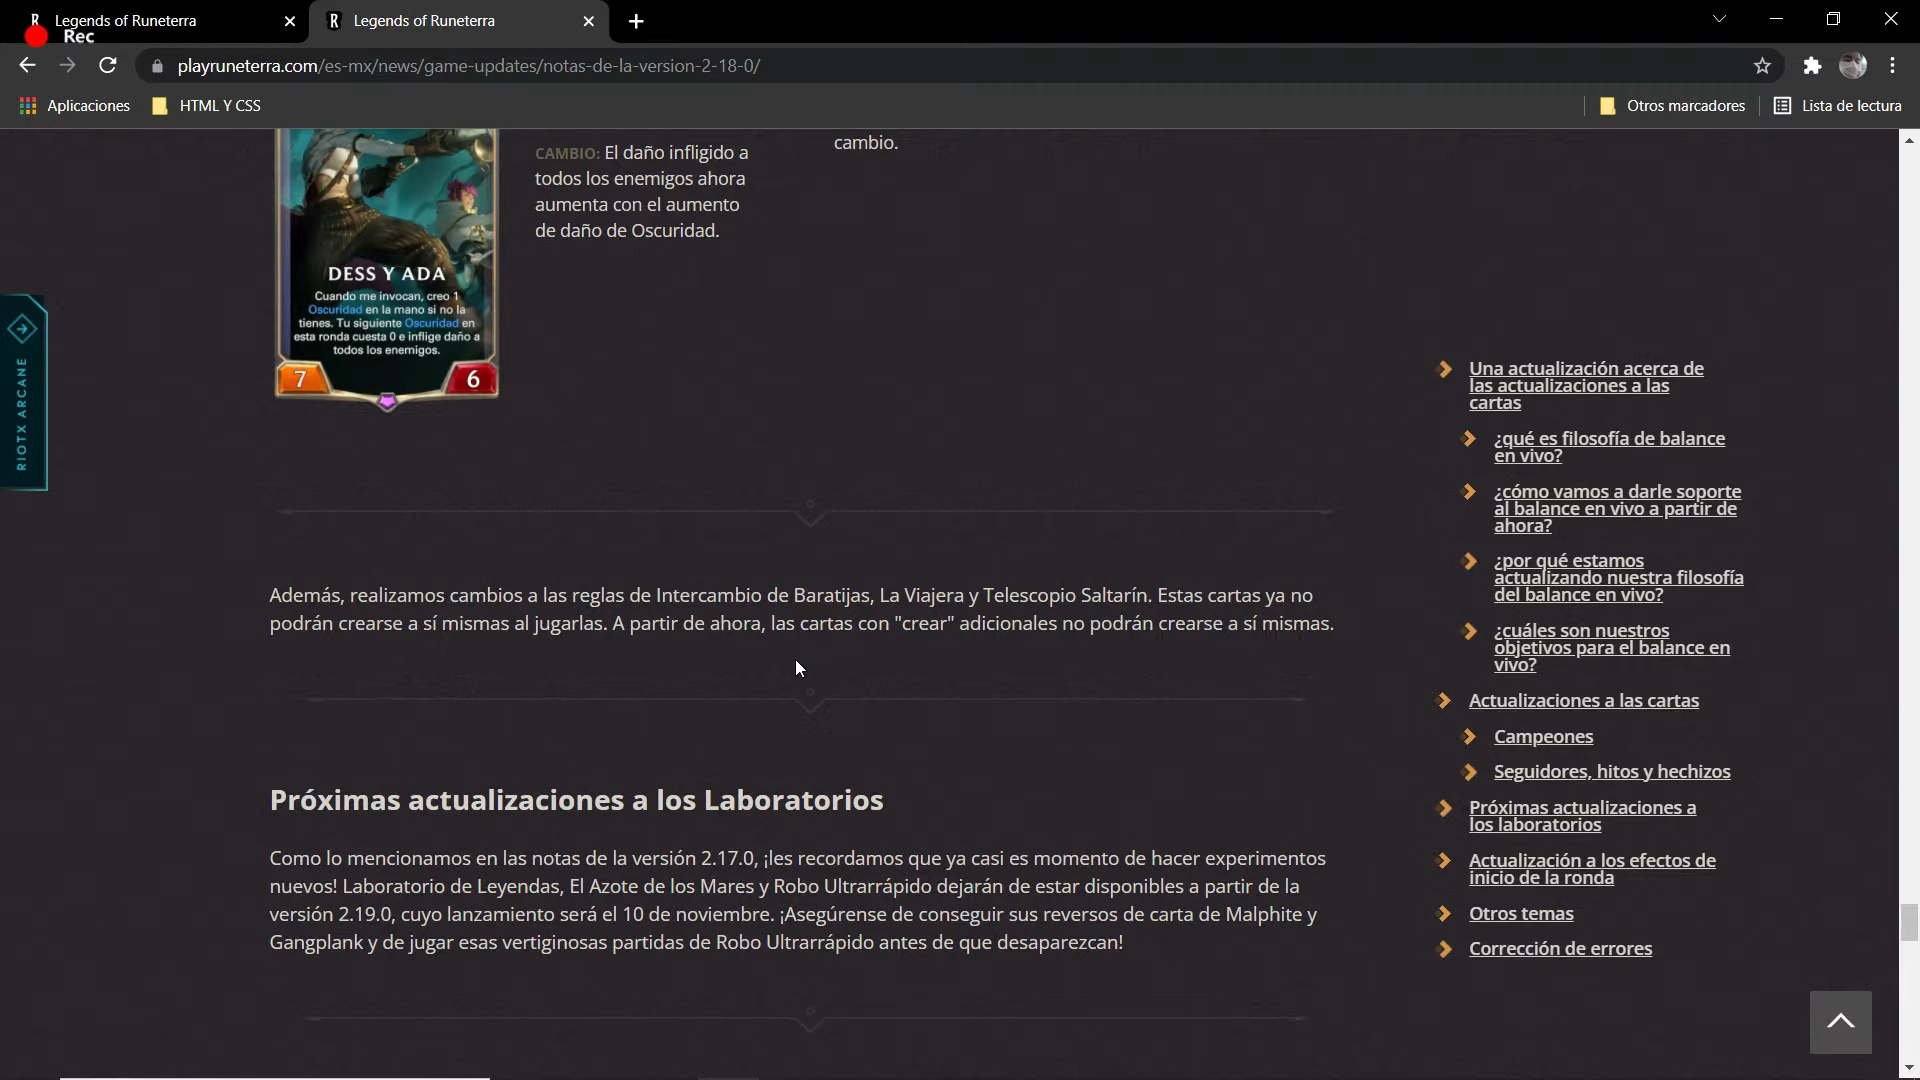 Legends of Runeterra
Legends of Runeterra
Rec
playruneterra.com/es-mx/news/game-updates/notas-de-la-version-2-18-0/
Aplicaciones
HTML Y CSS
Otros marcadores
Lista de lectura
CAMBIO: El daño infligido a
todos los enemigos ahora
aumenta con el aumento
de daño de Oscuridad.
cambio.
DESS Y ADA
Cuando me invocan, creo 1
Oscuridad en la mano si no la
tienes. Tu siguiente Oscuridad en
esta ronda cuesta 0 e inflige daño a
todos los enemigos.
7
6
RIOTX ARCANE
Además, realizamos cambios a las reglas de Intercambio de Baratijas, La Viajera y Telescopio Saltarín. Estas cartas ya no
podrán crearse a sí mismas al jugarlas. A partir de ahora, las cartas con "crear" adicionales no podrán crearse a sí mismas.
Próximas actualizaciones a los Laboratorios
Como lo mencionamos en las notas de la versión 2.17.0, ¡les recordamos que ya casi es momento de hacer experimentos
nuevos! Laboratorio de Leyendas, El Azote de los Mares y Robo Ultrarrápido dejarán de estar disponibles a partir de la
versión 2.19.0, cuyo lanzamiento será el 10 de noviembre. ¡Asegúrense de conseguir sus reversos de carta de Malphite y
Gangplank y de jugar esas vertiginosas partidas de Robo Ultrarrápido antes de que desaparezcan!
Una actualización acerca de
las actualizaciones a las
cartas
¿qué es filosofía de balance
en vivo?
¿cómo vamos a darle soporte
al balance en vivo a partir de
ahora?
¿por qué estamos
actualizando nuestra filosofía
del balance en vivo?
¿cuáles son nuestros
objetivos para el balance en
vivo?
Actualizaciones a las cartas
Campeones
Seguidores, hitos y hechizos
Próximas actualizaciones a
los laboratorios
Actualización a los efectos de
inicio de la ronda
Otros temas
Corrección de errores